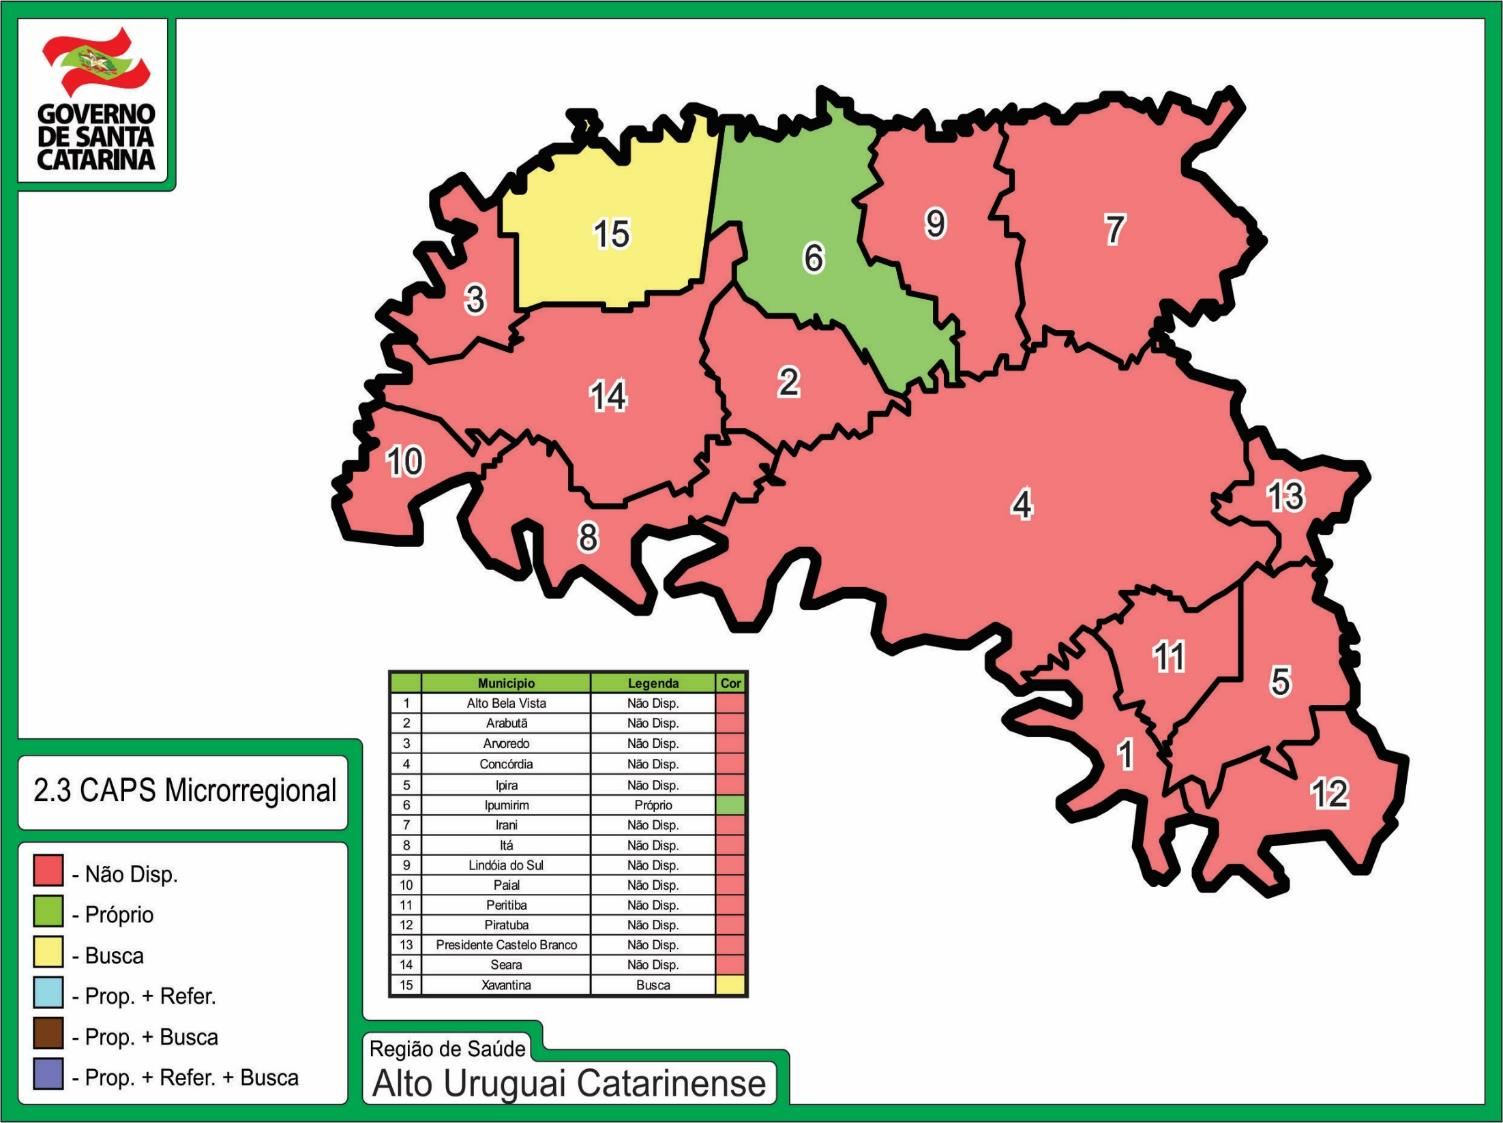 GOVERNO
DE SANTA
CATARINA
15
6
9
7
3
14
2
10
8
4
13
11
5
1
12
Município Legenda Cor
1 Alto Bela Vista Não Disp.
2 Arabutã Não Disp.
3 Arvoredo Não Disp.
4 Concórdia Não Disp.
5 Ipira Não Disp.
6 Ipumirim Próprio
7 Irani Não Disp.
8 Itá Não Disp.
9 Lindóia do Sul Não Disp.
10 Paial Não Disp.
11 Peritiba Não Disp.
12 Piratuba Não Disp.
13 Presidente Castelo Branco Não Disp.
14 Seara Não Disp.
15 Xavantina Busca
2.3 CAPS Microrregional
- Não Disp.
- Próprio
- Busca
- Prop. + Refer.
- Prop. + Busca
- Prop. + Refer. + Busca
Região de Saúde
Alto Uruguai Catarinense